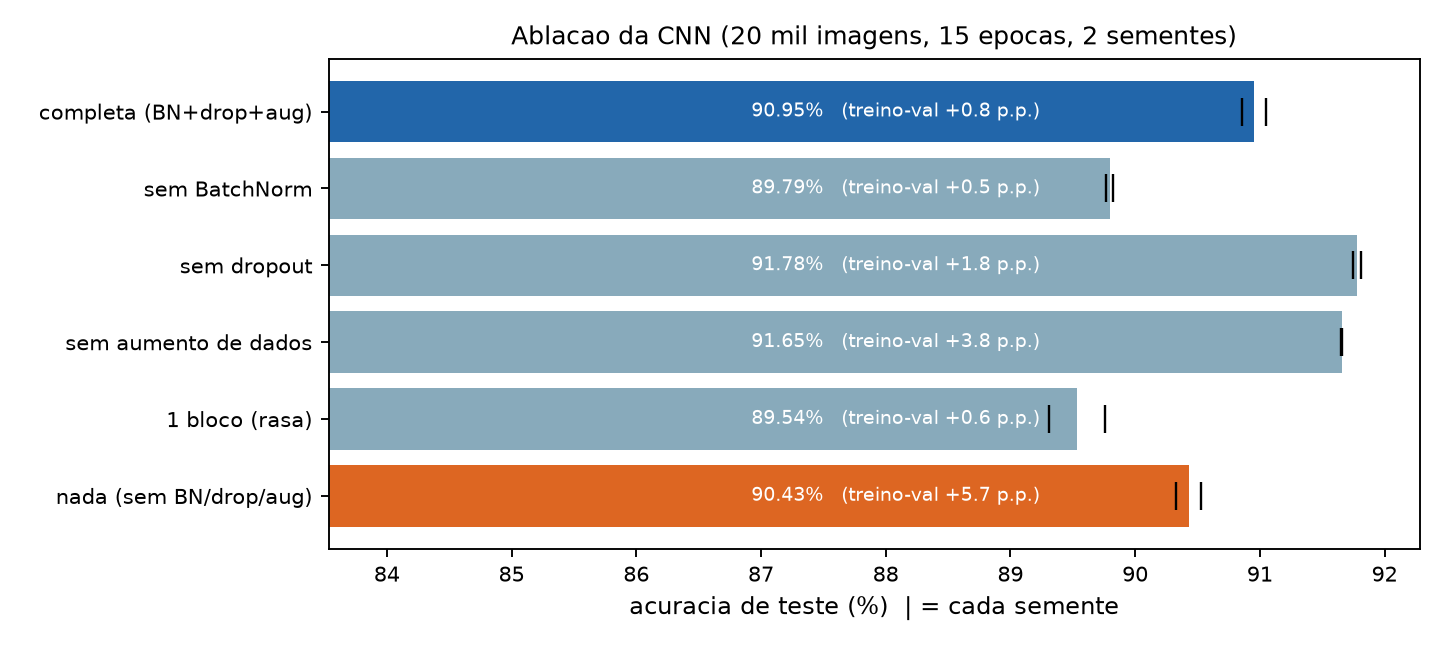 Ablacao da CNN (20 mil imagens, 15 epocas, 2 sementes)
completa (BN+drop+aug) 90.95% (treino-val +0.8 p.p.)
sem BatchNorm 89.79% (treino-val +0.5 p.p.)
sem dropout 91.78% (treino-val +1.8 p.p.)
sem aumento de dados 91.65% (treino-val +3.8 p.p.)
1 bloco (rasa) 89.54% (treino-val +0.6 p.p.)
nada (sem BN/drop/aug) 90.43% (treino-val +5.7 p.p.)
84 85 86 87 88 89 90 91 92
acuracia de teste (%) | = cada semente